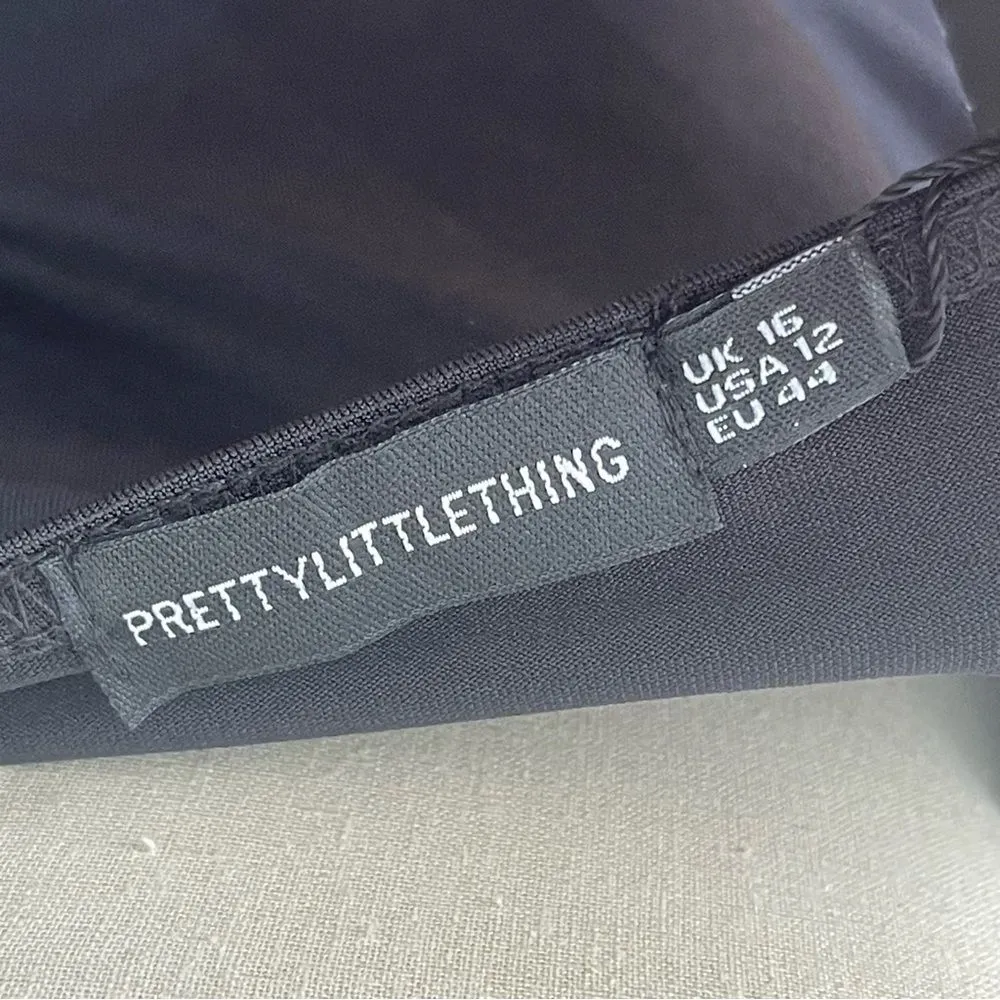 PRETTYLITTLETHING
UK 16
USA 12
EU 44